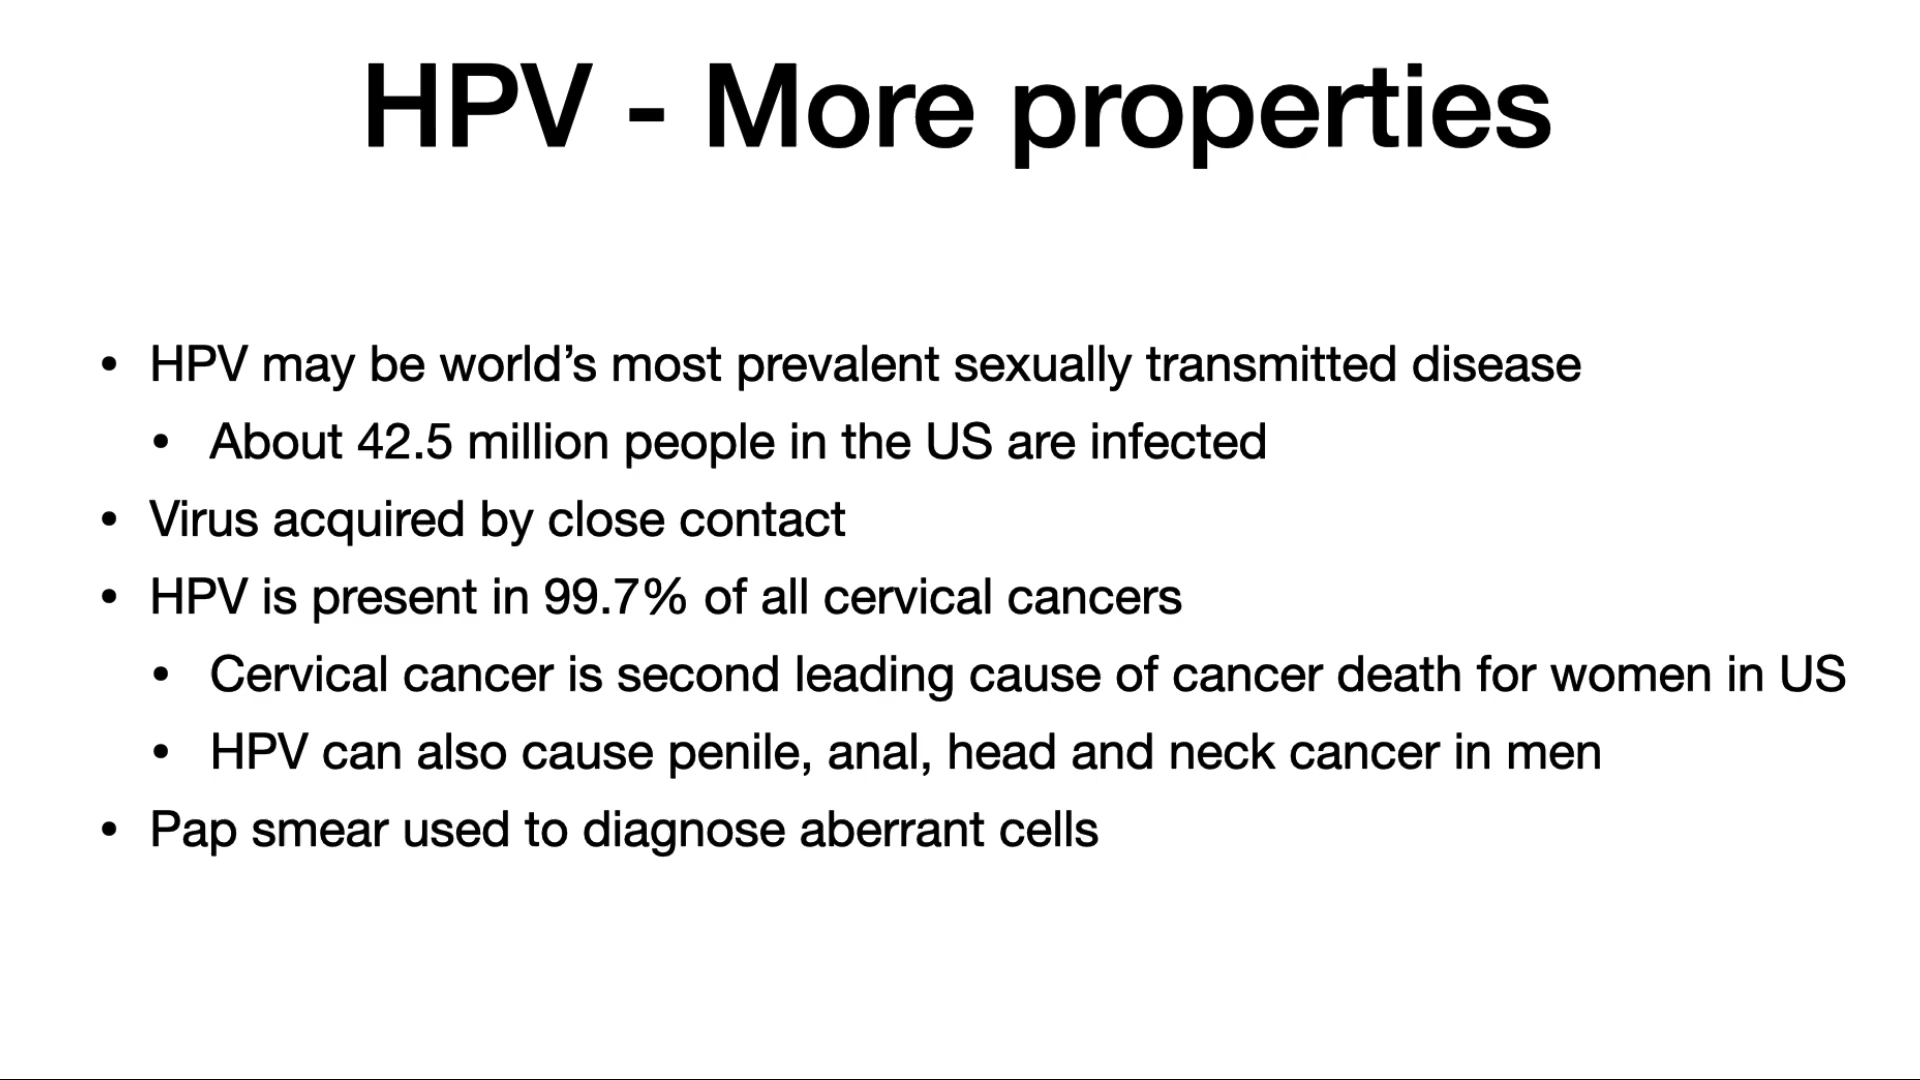 HPV - More properties
• HPV may be world’s most prevalent sexually transmitted disease
• About 42.5 million people in the US are infected
• Virus acquired by close contact
• HPV is present in 99.7% of all cervical cancers
• Cervical cancer is second leading cause of cancer death for women in US
• HPV can also cause penile, anal, head and neck cancer in men
• Pap smear used to diagnose aberrant cells